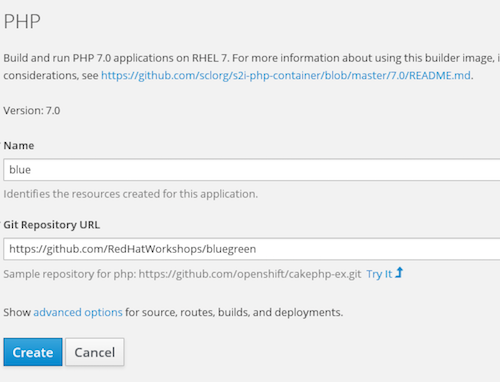 PHP
Build and run PHP 7.0 applications on RHEL 7. For more information about using this builder image, i
considerations, see https://github.com/sclorg/s2i-php-container/blob/master/7.0/README.md.
Version: 7.0
* Name
blue
Identifies the resources created for this application.
* Git Repository URL
https://github.com/RedHatWorkshops/bluegreen
Sample repository for php: https://github.com/openshift/cakephp-ex.git Try It
Show advanced options for source, routes, builds, and deployments.
Create Cancel